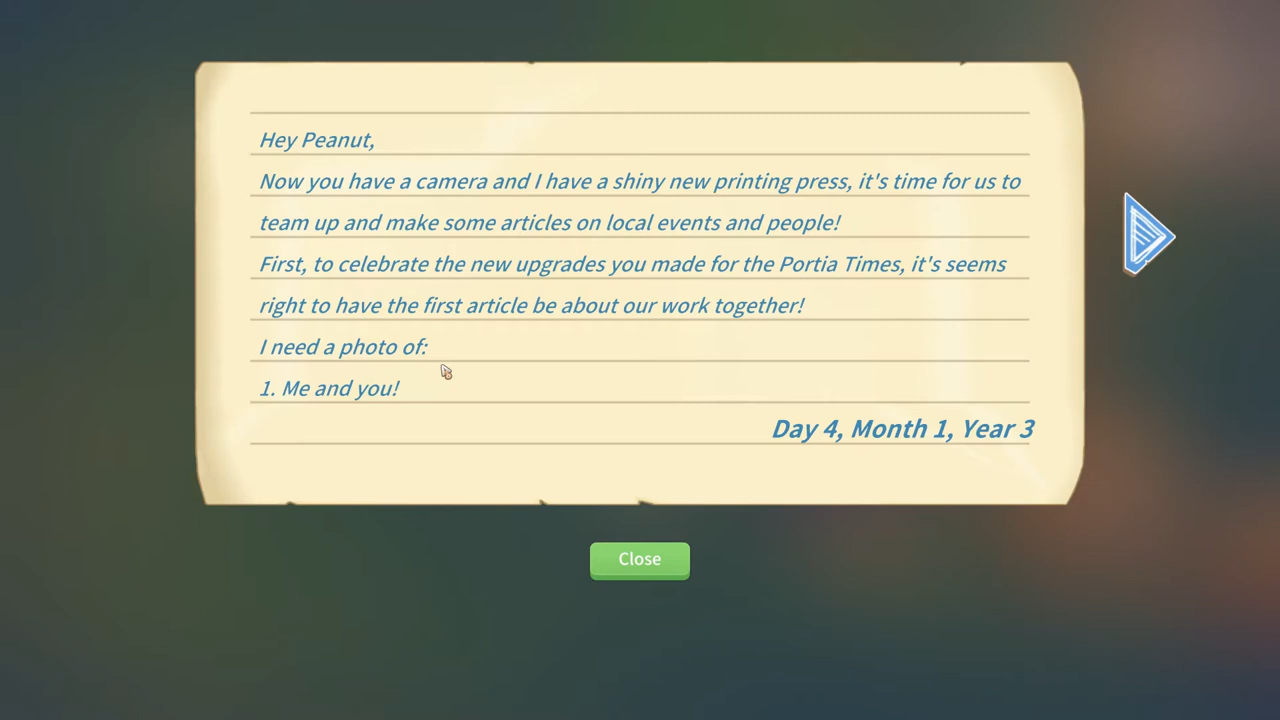 Hey Peanut,
Now you have a camera and I have a shiny new printing press, it's time for us to
team up and make some articles on local events and people!
First, to celebrate the new upgrades you made for the Portia Times, it's seems
right to have the first article be about our work together!
I need a photo of:
1. Me and you!
Day 4, Month 1, Year 3
Close